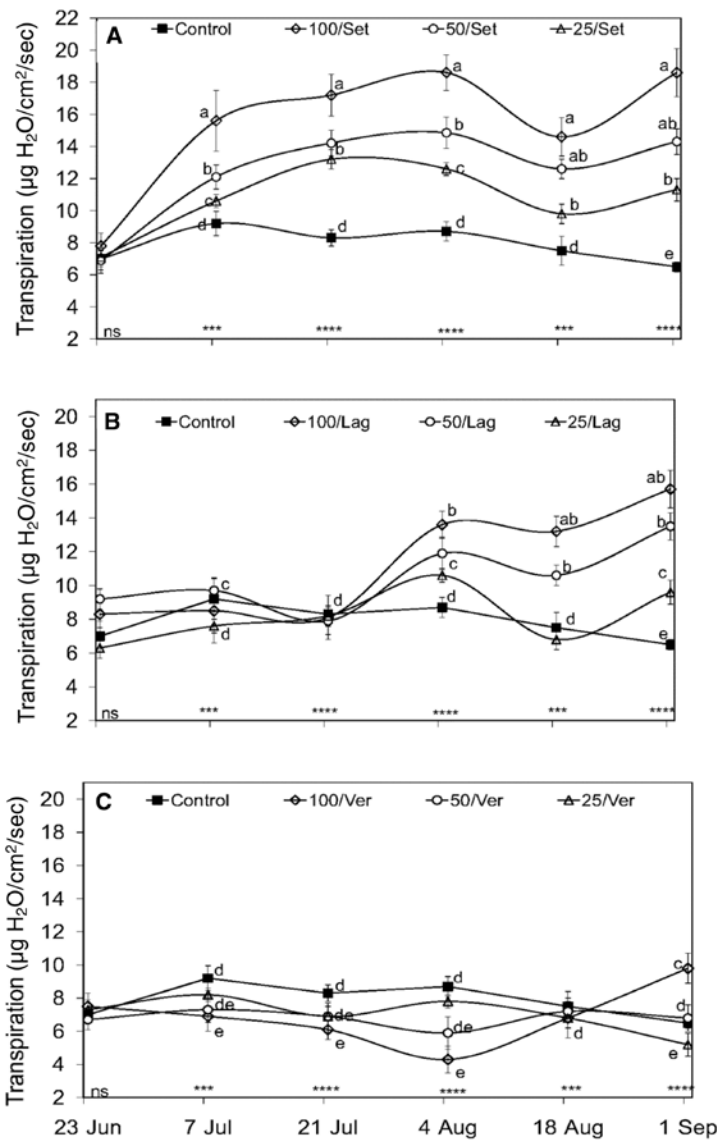 A
■ Control ◇ 100/Set ○ 50/Set △ 25/Set
Transpiration (µg H₂O/cm²/sec)
22
20
18
16
14
12
10
8
6
4
2
a a a a a
b b b ab ab
c c b b
d d d d e
ns *** **** **** *** ****
B
■ Control ◇ 100/Lag ○ 50/Lag △ 25/Lag
Transpiration (µg H₂O/cm²/sec)
20
18
16
14
12
10
8
6
4
2
b ab ab
c b b
d d c c
d d e
ns *** **** **** *** ****
C
■ Control ◇ 100/Ver ○ 50/Ver △ 25/Ver
Transpiration (µg H₂O/cm²/sec)
20
18
16
14
12
10
8
6
4
2
d d d c
de de de d d
e e e e
ns *** **** **** *** ****
23 Jun 7 Jul 21 Jul 4 Aug 18 Aug 1 Sep